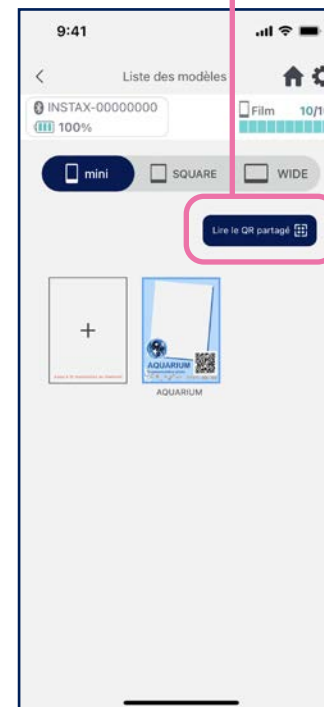 9:41
Liste des modèles
INSTAX-00000000
100%
Film 10/1
mini
SQUARE
WIDE
Lire le QR partagé
+
AQUARIUM
AQUARIUM